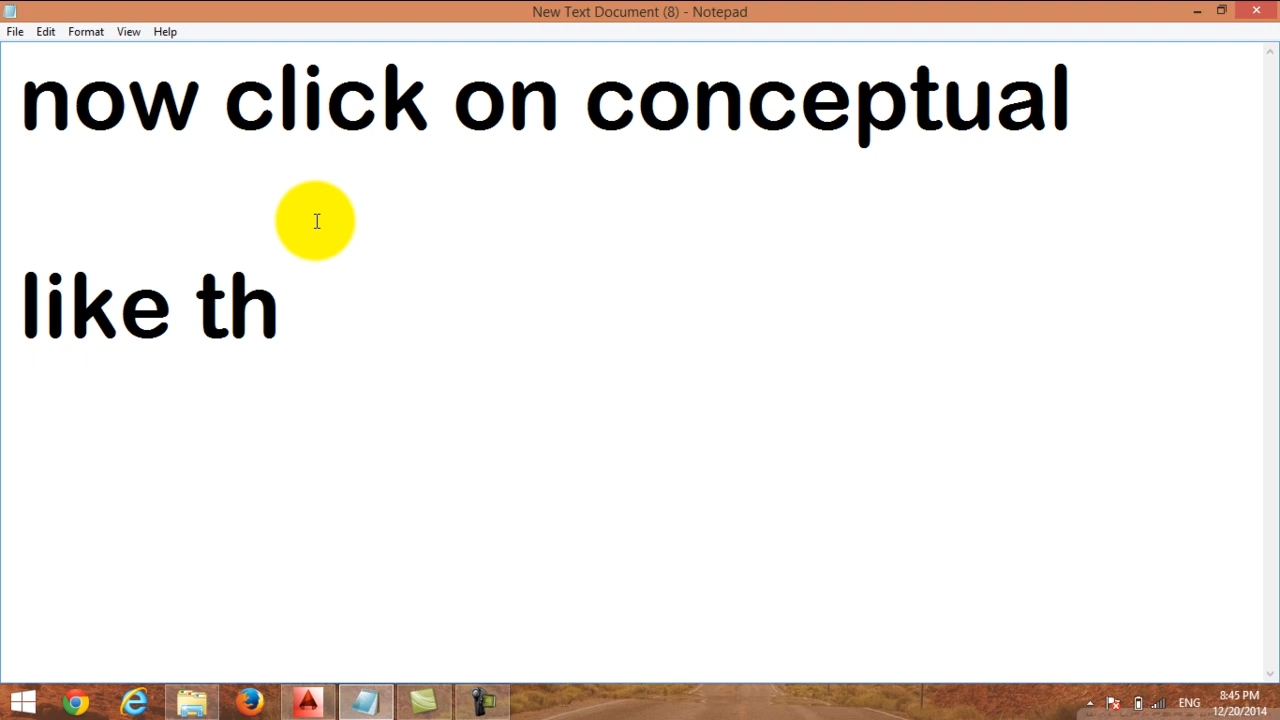 New Text Document (8) - Notepad
File Edit Format View Help
now click on conceptual
like th
ENG
8:45 PM
12/20/2014